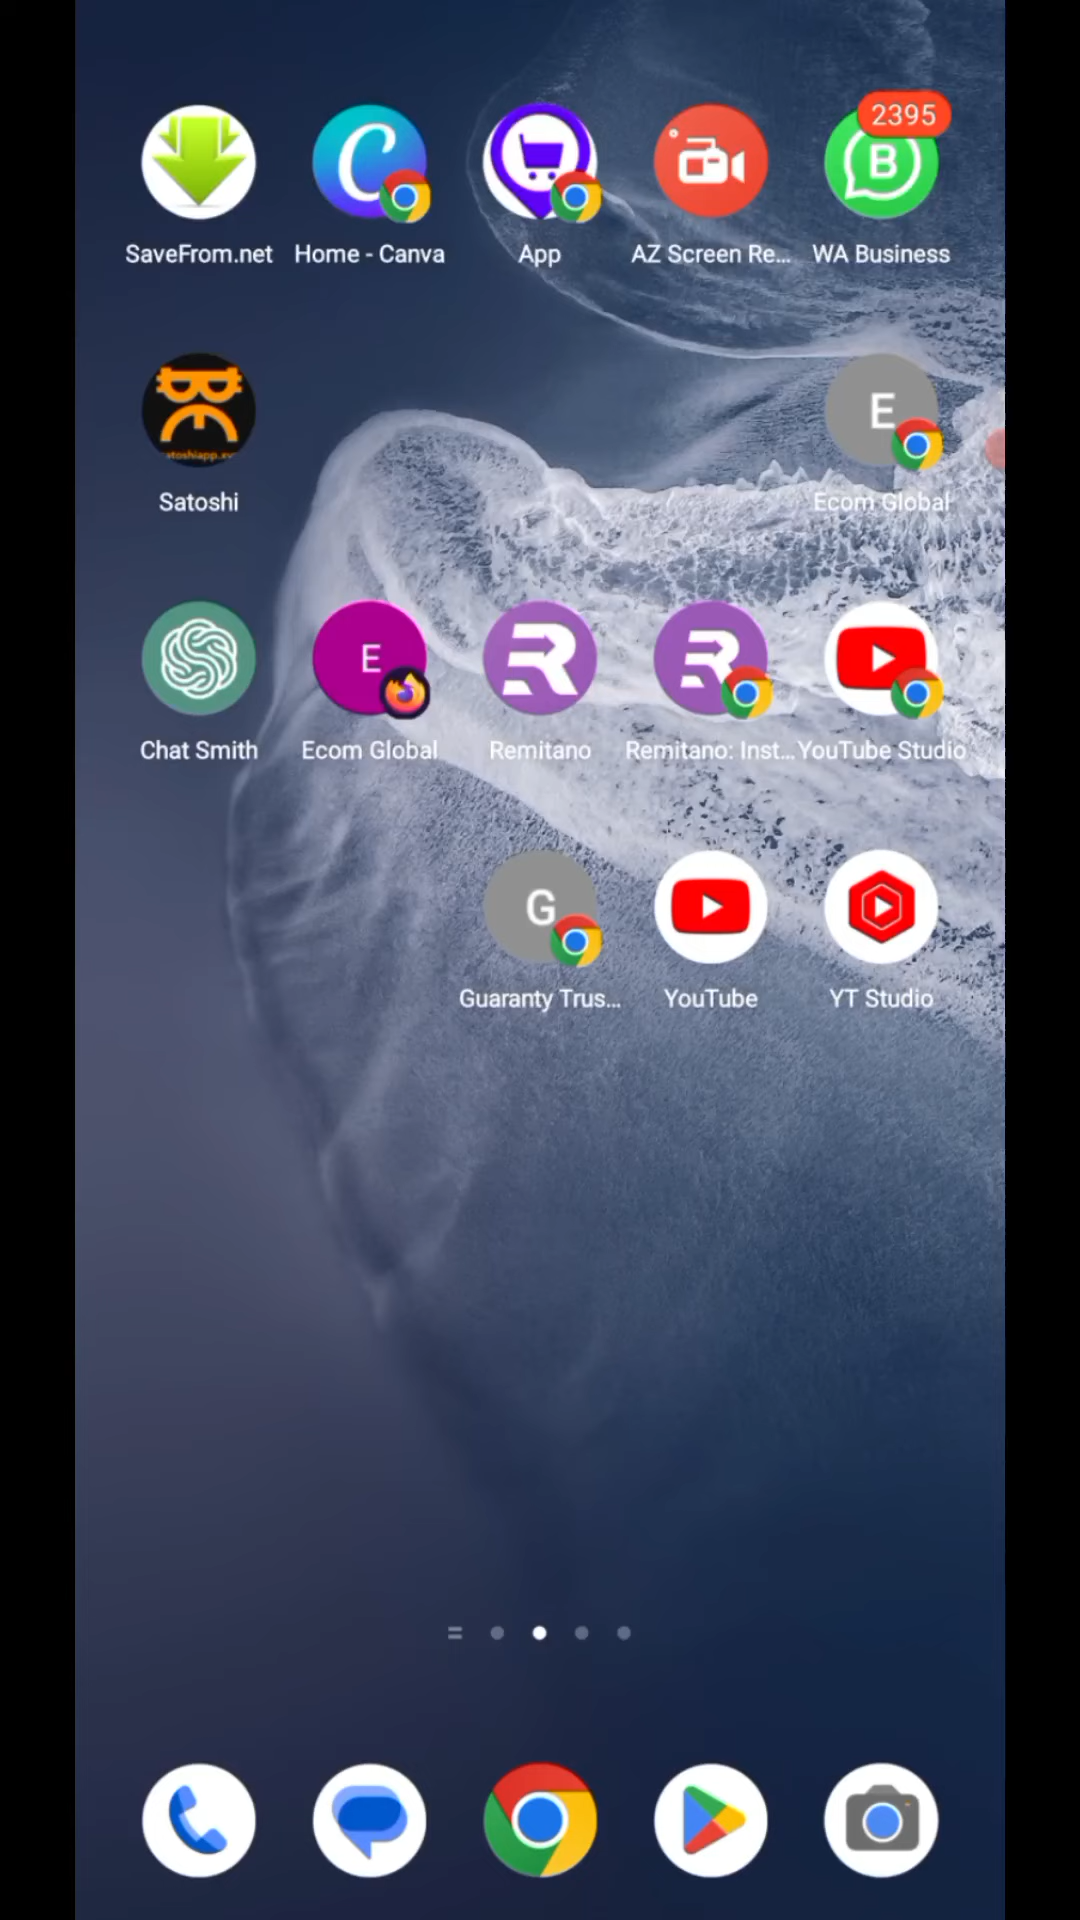 2395
SaveFrom.net
Home - Canva
App
AZ Screen Re...
WA Business
B
E
Satoshi
Ecom Global
E
Chat Smith
Ecom Global
Remitano
Remitano: Inst...
YouTube Studio
G
Guaranty Trus...
YouTube
YT Studio